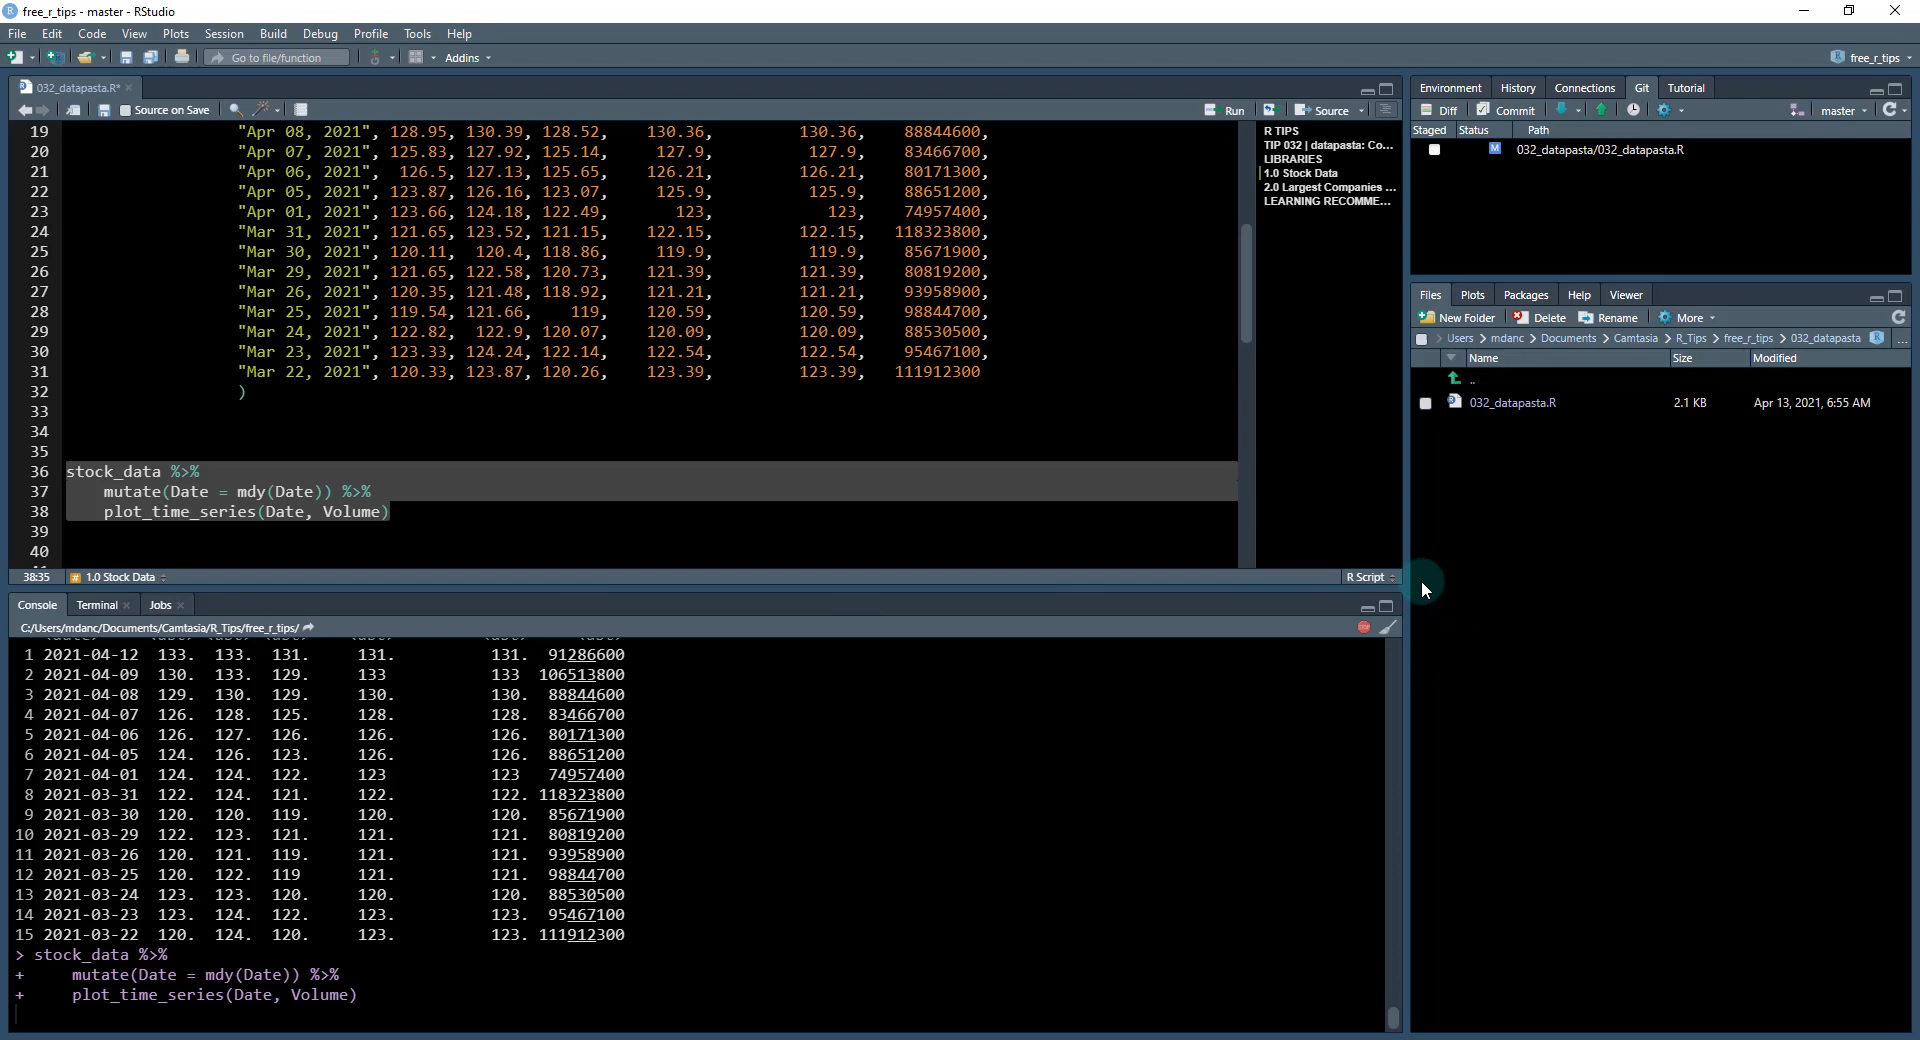 free_r_tips - master - RStudio
File Edit Code View Plots Session Build Debug Profile Tools Help
Go to file/function Addins free_r_tips
032_datapasta.R*
Source on Save Run Source
19 "Apr 08, 2021", 128.95, 130.39, 128.52, 130.36, 130.36, 88844600,
20 "Apr 07, 2021", 125.83, 127.92, 125.14, 127.9, 127.9, 83466700,
21 "Apr 06, 2021", 126.5, 127.13, 125.65, 126.21, 126.21, 80171300,
22 "Apr 05, 2021", 123.87, 126.16, 123.07, 125.9, 125.9, 88651200,
23 "Apr 01, 2021", 123.66, 124.18, 122.49, 123, 123, 74957400,
24 "Mar 31, 2021", 121.65, 123.52, 121.15, 122.15, 122.15, 118323800,
25 "Mar 30, 2021", 120.11, 120.4, 118.86, 119.9, 119.9, 85671900,
26 "Mar 29, 2021", 121.65, 122.58, 120.73, 121.39, 121.39, 80819200,
27 "Mar 26, 2021", 120.35, 121.48, 118.92, 121.21, 121.21, 93958900,
28 "Mar 25, 2021", 119.54, 121.66, 119, 120.59, 120.59, 98844700,
29 "Mar 24, 2021", 122.82, 122.9, 120.07, 120.09, 120.09, 88530500,
30 "Mar 23, 2021", 123.33, 124.24, 122.14, 122.54, 122.54, 95467100,
31 "Mar 22, 2021", 120.33, 123.87, 120.26, 123.39, 123.39, 111912300
32 )
33
34
35
36 stock_data %>%
37 mutate(Date = mdy(Date)) %>%
38 plot_time_series(Date, Volume)
39
40
R TIPS
TIP 032 | datapasta: Co...
LIBRARIES
1.0 Stock Data
2.0 Largest Companies ...
LEARNING RECOMME...
38:35 # 1.0 Stock Data R Script
Console Terminal Jobs
C:/Users/mdanc/Documents/Camtasia/R_Tips/free_r_tips/
1 2021-04-12 133. 133. 131. 131. 131. 91286600
2 2021-04-09 130. 133. 129. 133 133 106513800
3 2021-04-08 129. 130. 129. 130. 130. 88844600
4 2021-04-07 126. 128. 125. 128. 128. 83466700
5 2021-04-06 126. 127. 126. 126. 126. 80171300
6 2021-04-05 124. 126. 123. 126. 126. 88651200
7 2021-04-01 124. 124. 122. 123 123 74957400
8 2021-03-31 122. 124. 121. 122. 122. 118323800
9 2021-03-30 120. 120. 119. 120. 120. 85671900
10 2021-03-29 122. 123. 121. 121. 121. 80819200
11 2021-03-26 120. 121. 119. 121. 121. 93958900
12 2021-03-25 120. 122. 119 121. 121. 98844700
13 2021-03-24 123. 123. 120. 120. 120. 88530500
14 2021-03-23 123. 124. 122. 123. 123. 95467100
15 2021-03-22 120. 124. 120. 123. 123. 111912300
> stock_data %>%
+ mutate(Date = mdy(Date)) %>%
+ plot_time_series(Date, Volume)
Environment History Connections Git Tutorial
Diff Commit master
Staged Status Path
M 032_datapasta/032_datapasta.R
Files Plots Packages Help Viewer
New Folder Delete Rename More
Users > mdanc > Documents > Camtasia > R_Tips > free_r_tips > 032_datapasta ...
Name Size Modified
..
032_datapasta.R 2.1 KB Apr 13, 2021, 6:55 AM